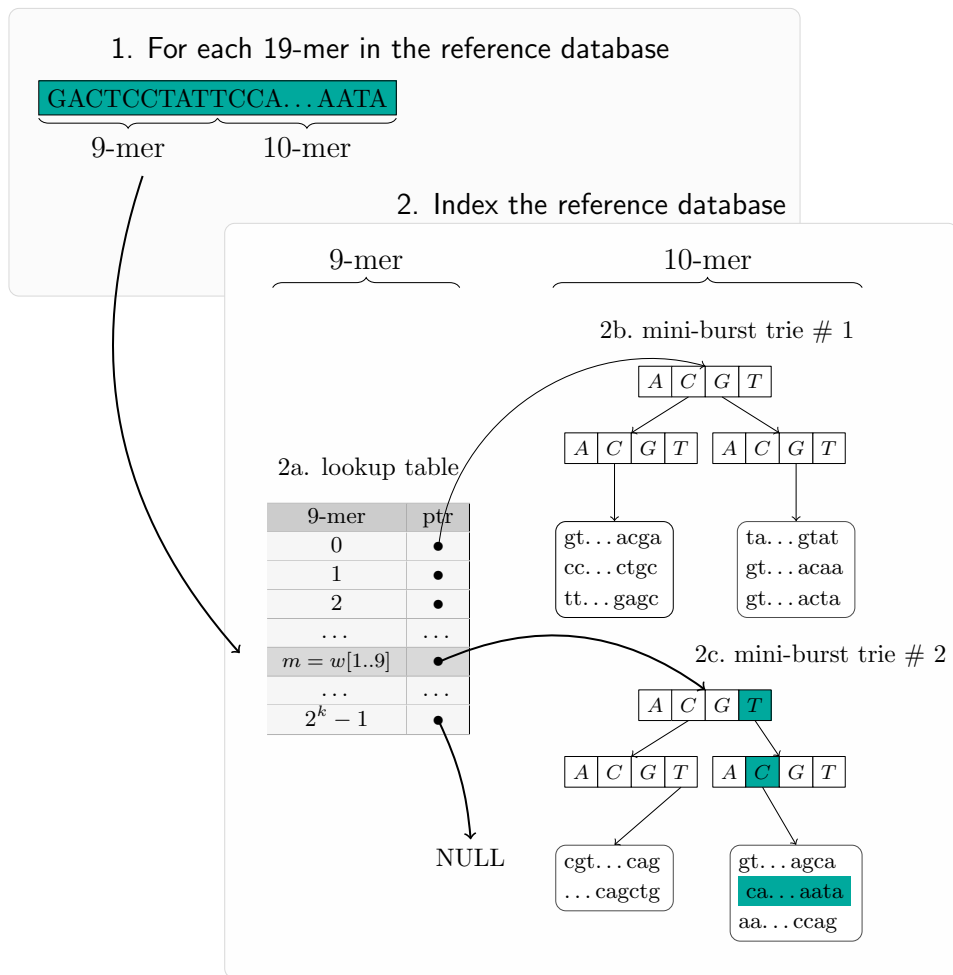 1. For each 19-mer in the reference database
GACTCCTATTCCA...AATA
9-mer 10-mer
2. Index the reference database
9-mer 10-mer
2b. mini-burst trie # 1
A C G T
A C G T A C G T
gt...acga
cc...ctgc
tt...gagc
ta...gtat
gt...acaa
gt...acta
2a. lookup table
9-mer ptr
0
1
2
... ...
m = w[1..9]
... ...
2^k − 1
NULL
2c. mini-burst trie # 2
A C G T
A C G T A C G T
cgt...cag
...cagctg
gt...agca
ca...aata
aa...ccag